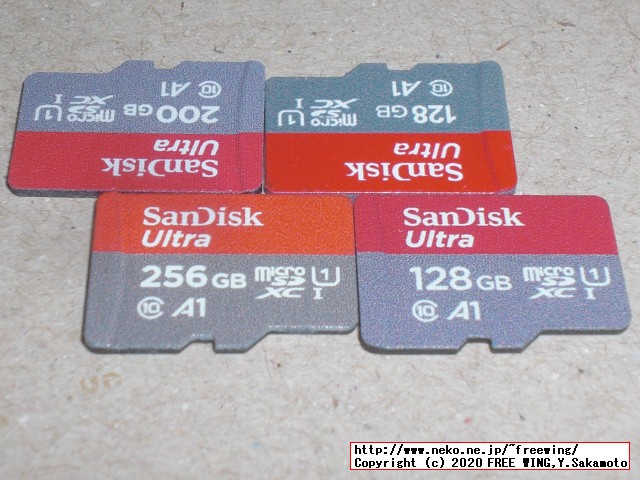 SanDisk
Ultra
200 GB micro SD XC I U1
10 A1
SanDisk
Ultra
128 GB micro SD XC I U1
10 A1
SanDisk
Ultra
256 GB micro SD XC I U1
10 A1
SanDisk
Ultra
128 GB micro SD XC I U1
10 A1
http://www.neko.ne.jp/~freewing/
Copyright (c) 2020 FREE WING,Y.Sakamoto